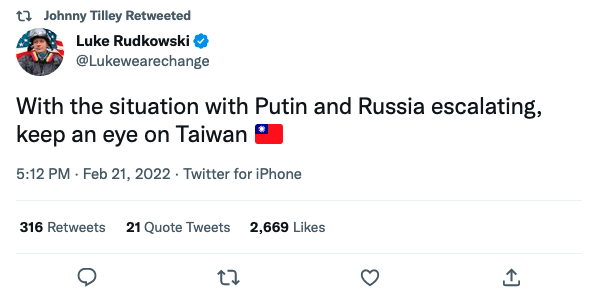 Johnny Tilley Retweeted
Luke Rudkowski
@Lukewearechange
With the situation with Putin and Russia escalating,
keep an eye on Taiwan 🇹🇼
5:12 PM · Feb 21, 2022 · Twitter for iPhone
316 Retweets 21 Quote Tweets 2,669 Likes